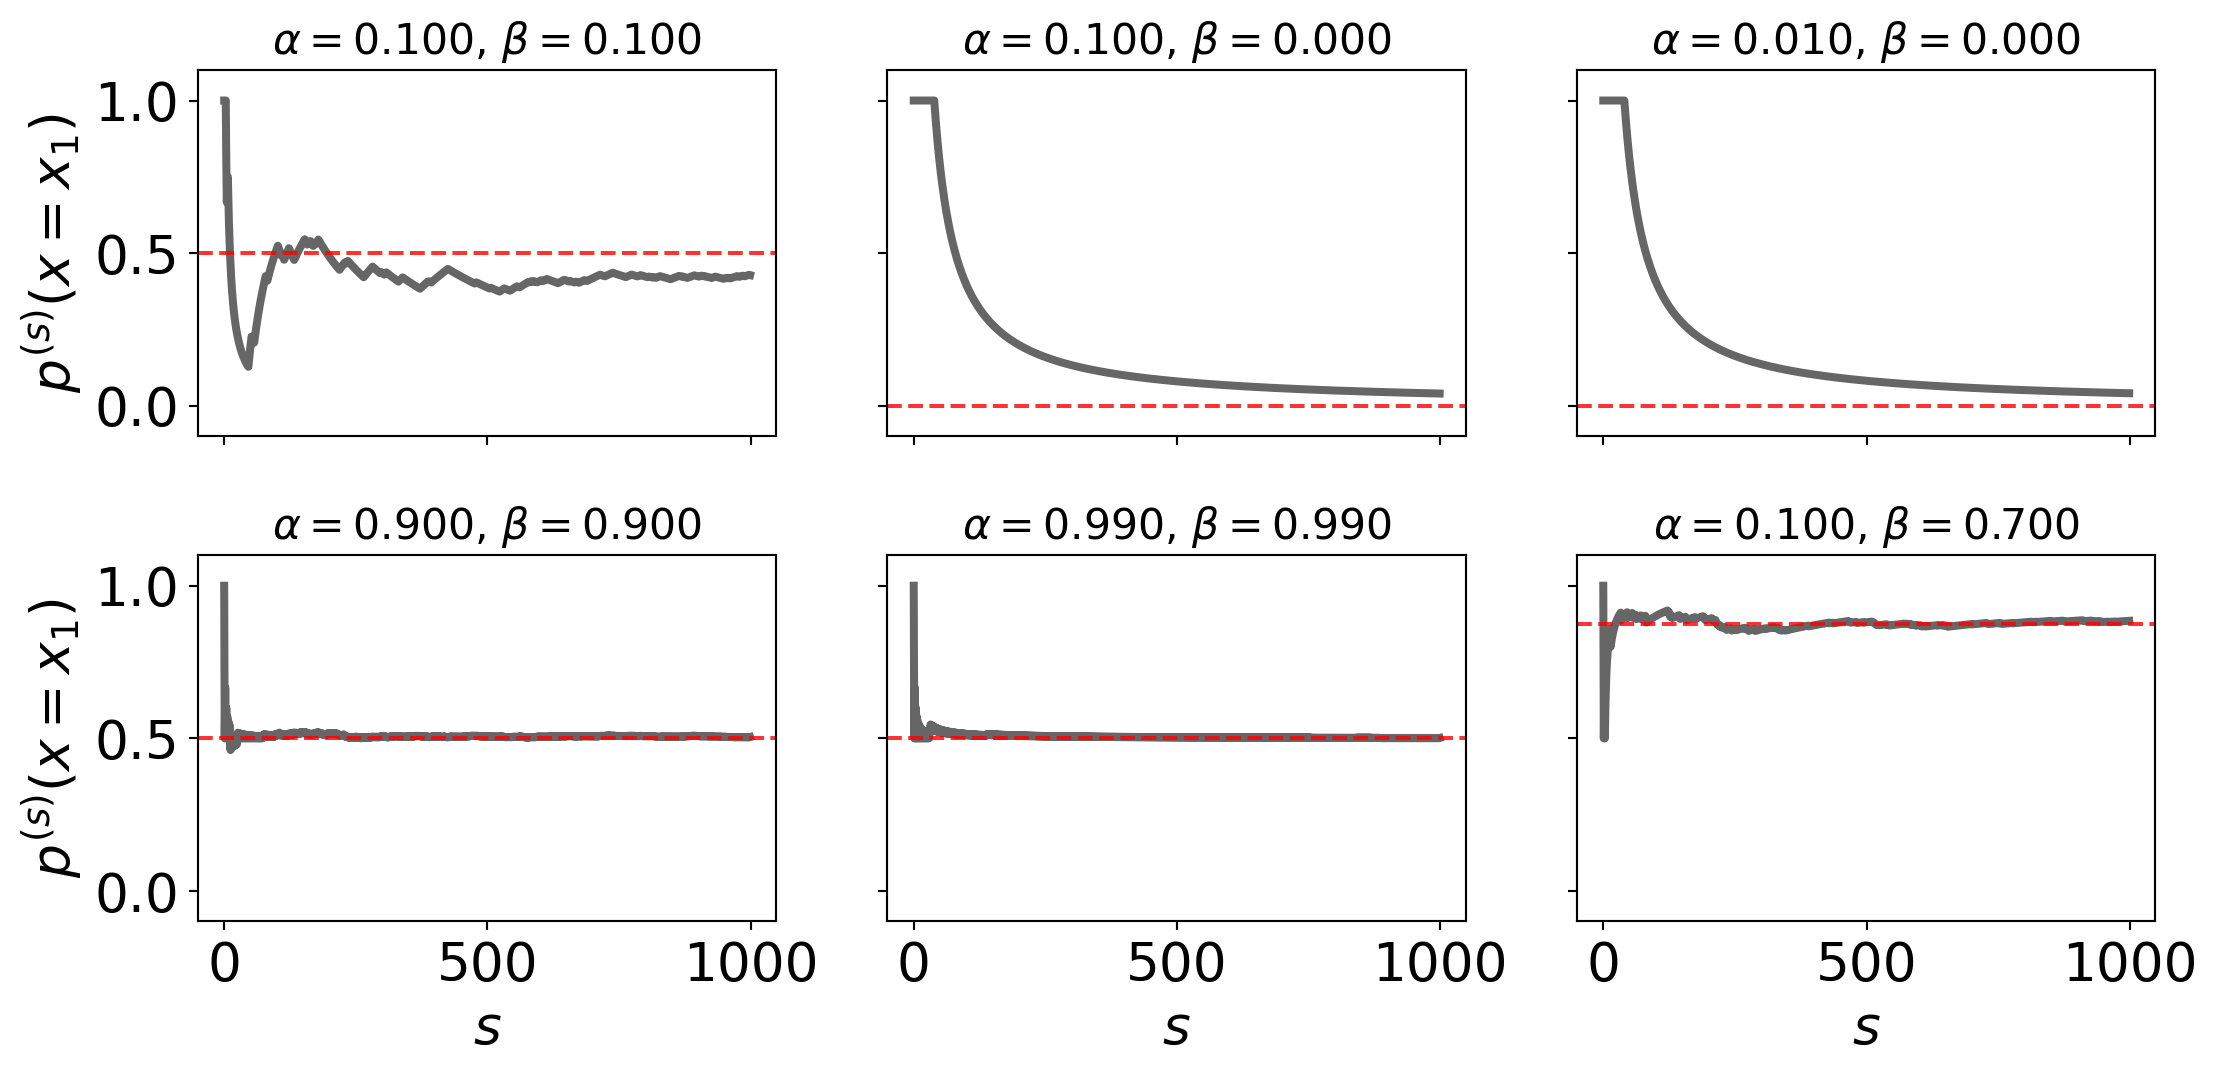 α = 0.100, β = 0.100
α = 0.100, β = 0.000
α = 0.010, β = 0.000
p^{(s)}(x = x_1)
1.0
0.5
0.0
α = 0.900, β = 0.900
α = 0.990, β = 0.990
α = 0.100, β = 0.700
p^{(s)}(x = x_1)
1.0
0.5
0.0
0 500 1000
0 500 1000
0 500 1000
s
s
s